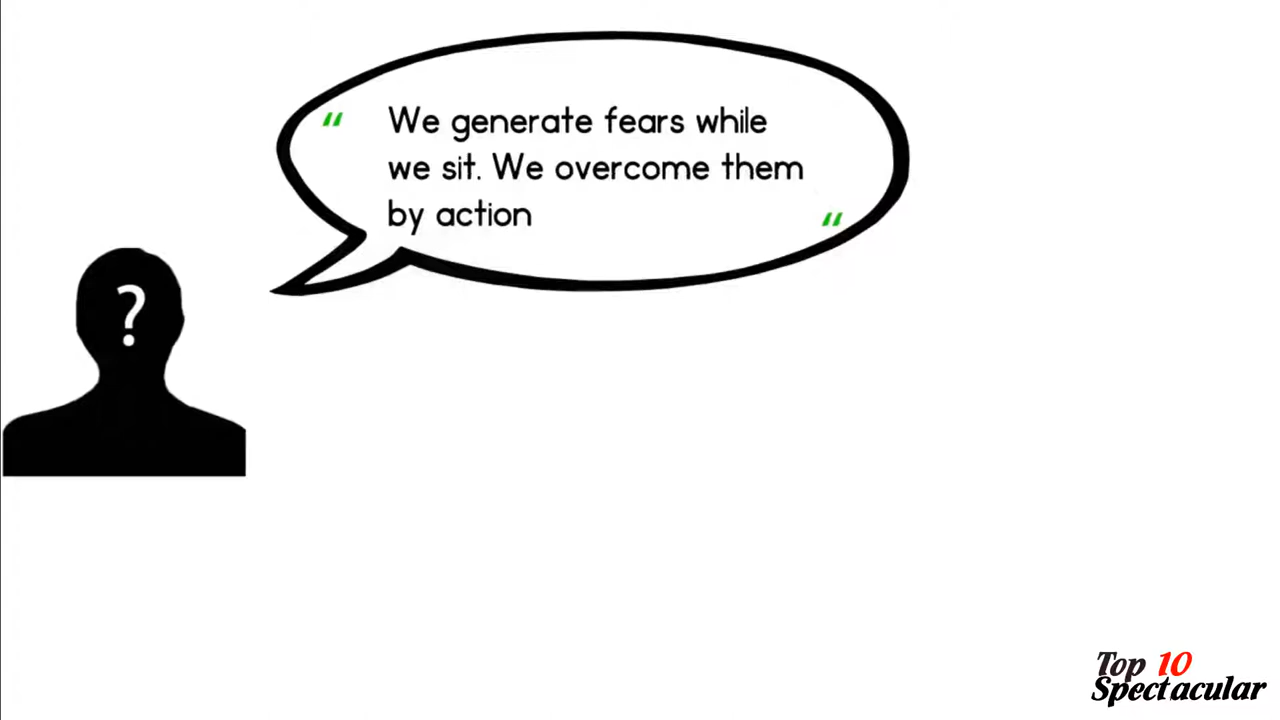 “ We generate fears while
we sit. We overcome them
by action “
?
Top 10
Spectacular